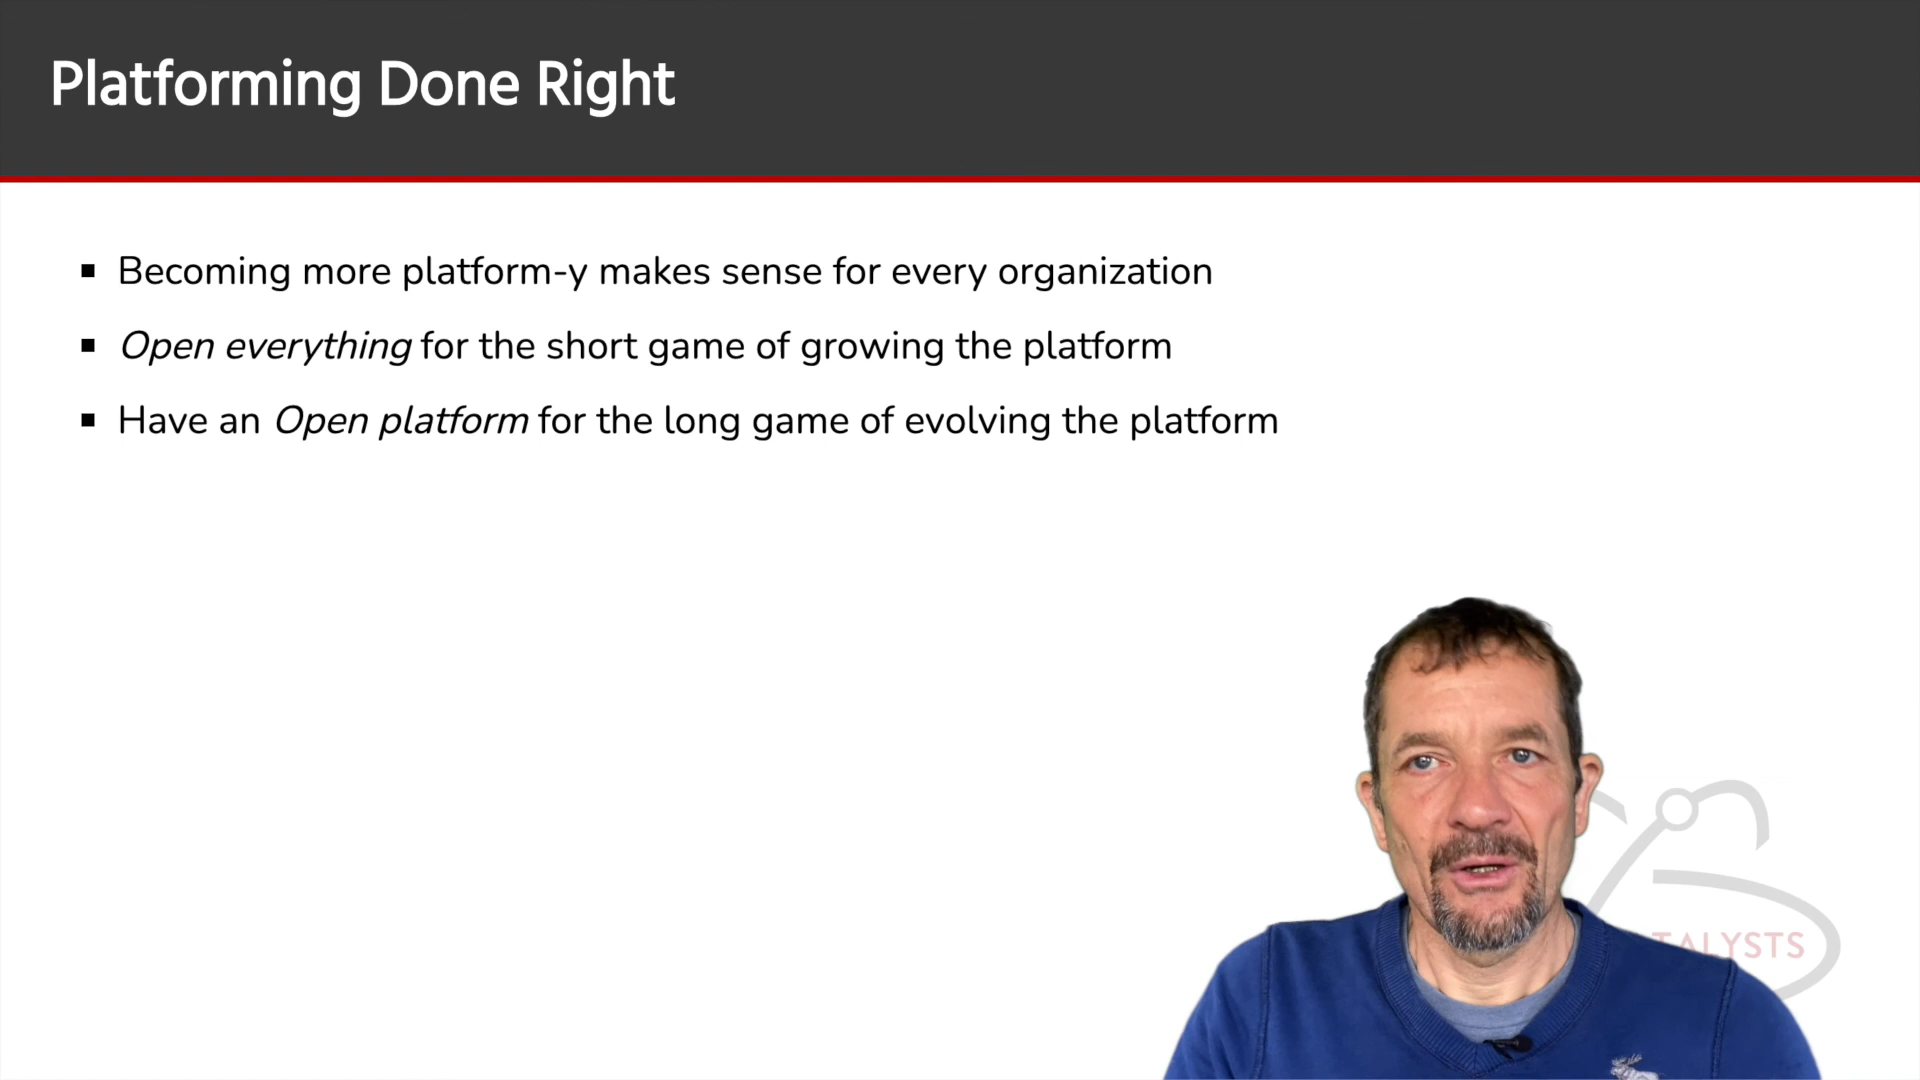 Platforming Done Right
Becoming more platform-y makes sense for every organization
Open everything for the short game of growing the platform
Have an Open platform for the long game of evolving the platform
TALYSTS